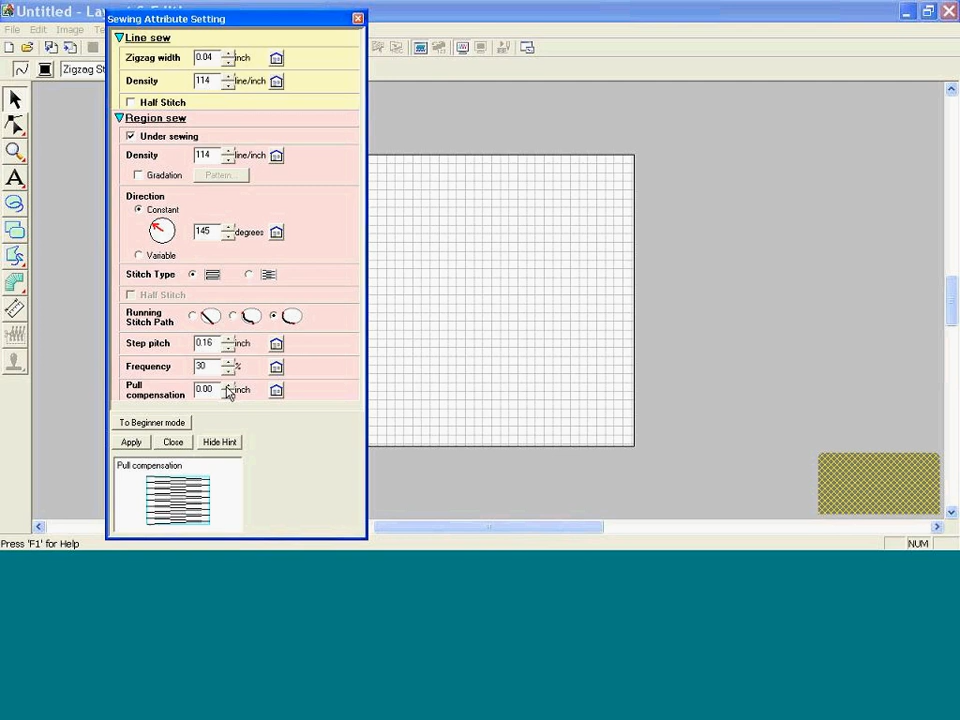 Untitled - L
Sewing Attribute Setting
File Edit Image
Zigzag St
Line sew
Zigzag width 0.04 inch
Density 114 line/inch
Half Stitch
Region sew
Under sewing
Density 114 line/inch
Gradation Pattern...
Direction
Constant
145 degrees
Variable
Stitch Type
Half Stitch
Running
Stitch Path
Step pitch 0.16 inch
Frequency 30 %
Pull
compensation 0.00 inch
To Beginner mode
Apply Close Hide Hint
Pull compensation
Press 'F1' for Help NUM